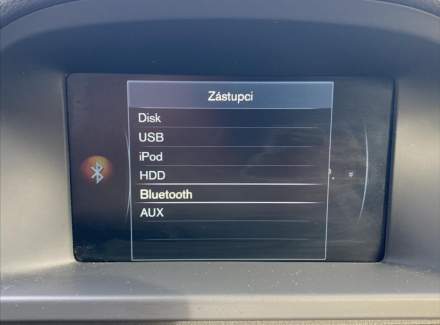 Zástupci
Disk
USB
iPod
HDD
Bluetooth
AUX